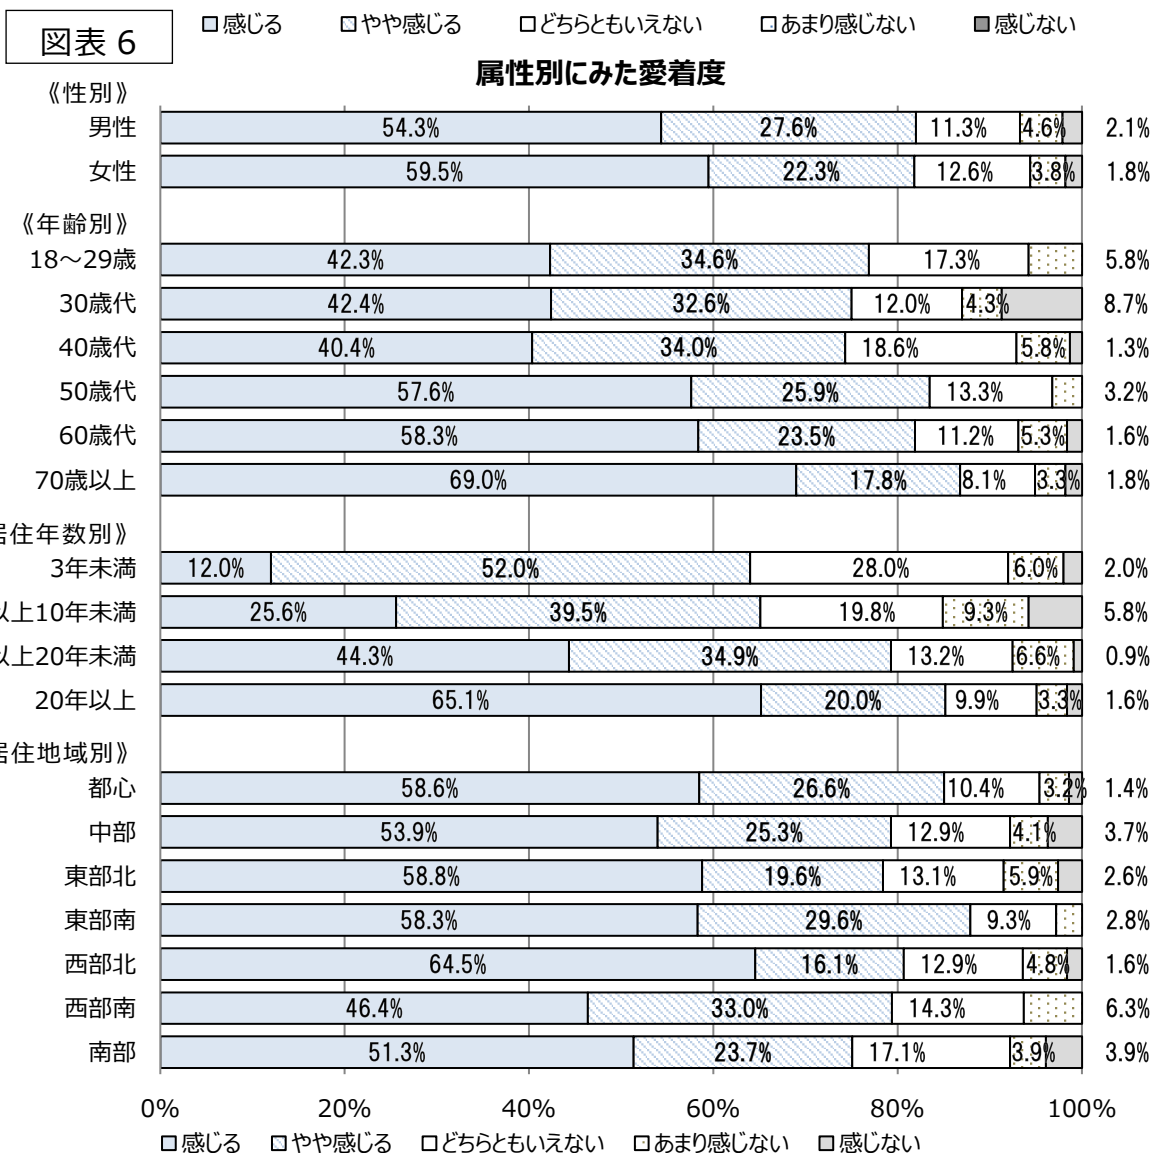 図表 6
感じる やや感じる どちらともいえない あまり感じない 感じない
属性別にみた愛着度
《性別》
男性 54.3% 27.6% 11.3% 4.6% 2.1%
女性 59.5% 22.3% 12.6% 3.8% 1.8%
《年齢別》
18～29歳 42.3% 34.6% 17.3% 5.8%
30歳代 42.4% 32.6% 12.0% 4.3% 8.7%
40歳代 40.4% 34.0% 18.6% 5.8% 1.3%
50歳代 57.6% 25.9% 13.3% 3.2%
60歳代 58.3% 23.5% 11.2% 5.3% 1.6%
70歳以上 69.0% 17.8% 8.1% 3.3% 1.8%
居住年数別》
3年未満 12.0% 52.0% 28.0% 6.0% 2.0%
以上10年未満 25.6% 39.5% 19.8% 9.3% 5.8%
以上20年未満 44.3% 34.9% 13.2% 6.6% 0.9%
20年以上 65.1% 20.0% 9.9% 3.3% 1.6%
居住地域別》
都心 58.6% 26.6% 10.4% 3.2% 1.4%
中部 53.9% 25.3% 12.9% 4.1% 3.7%
東部北 58.8% 19.6% 13.1% 5.9% 2.6%
東部南 58.3% 29.6% 9.3% 2.8%
西部北 64.5% 16.1% 12.9% 4.8% 1.6%
西部南 46.4% 33.0% 14.3% 6.3%
南部 51.3% 23.7% 17.1% 3.9% 3.9%
0% 20% 40% 60% 80% 100%
感じる やや感じる どちらともいえない あまり感じない 感じない